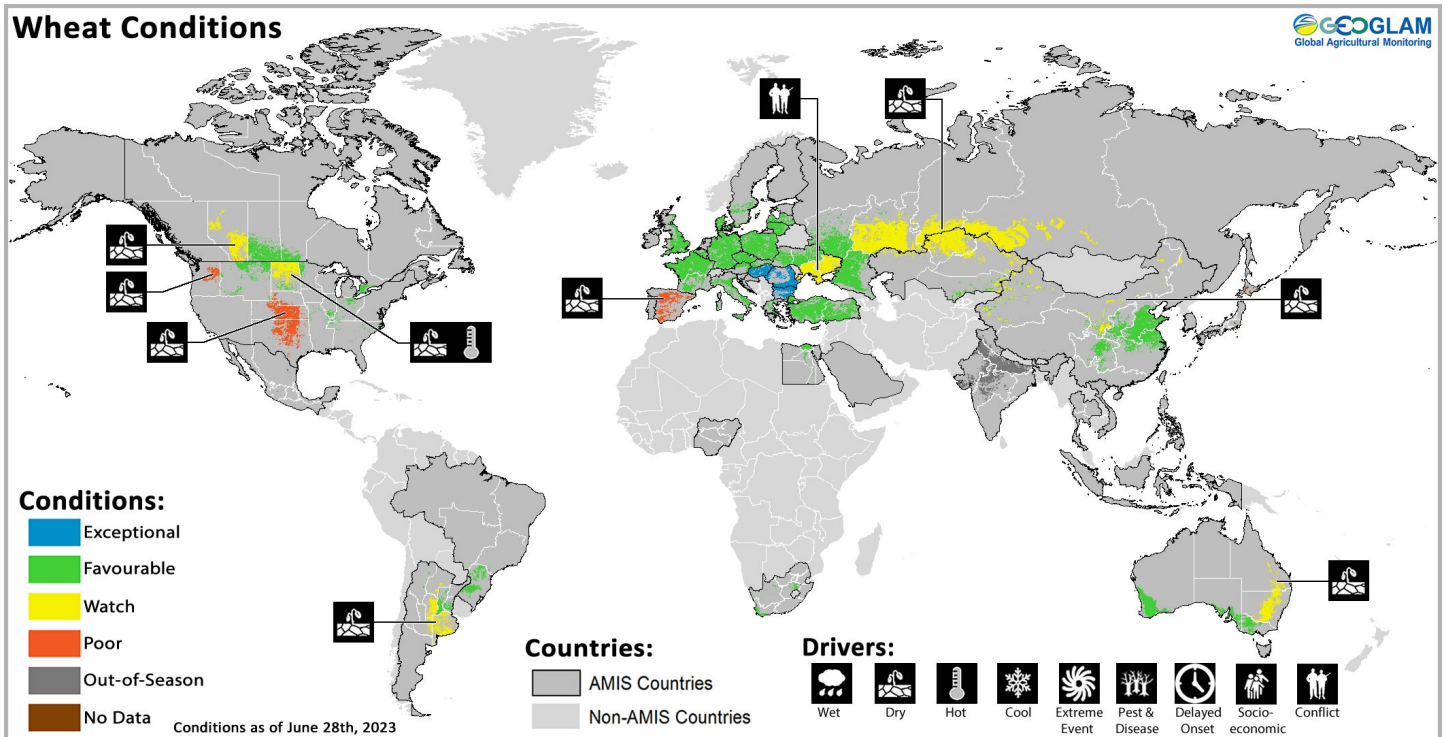 Wheat Conditions
GEOGLAM
Global Agricultural Monitoring
Conditions:
Exceptional
Favourable
Watch
Poor
Out-of-Season
No Data
Conditions as of June 28th, 2023
Countries:
AMIS Countries
Non-AMIS Countries
Drivers:
Wet
Dry
Hot
Cool
Extreme
Event
Pest &
Disease
Delayed
Onset
Socio-
economic
Conflict